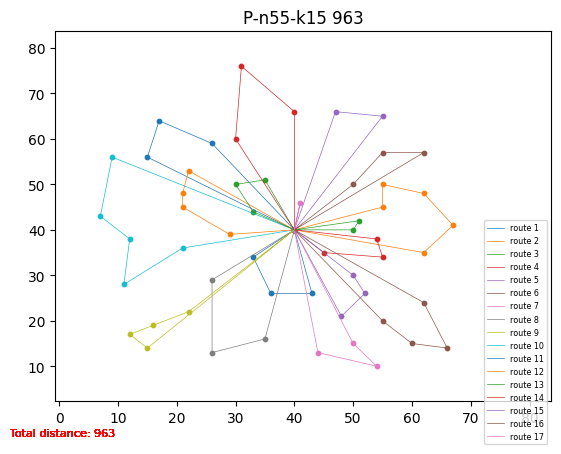 P-n55-k15 963
80
70
60
50
40
30
20
10
0 10 20 30 40 50 60 70 80
route 1
route 2
route 3
route 4
route 5
route 6
route 7
route 8
route 9
route 10
route 11
route 12
route 13
route 14
route 15
route 16
route 17
Total distance: 963